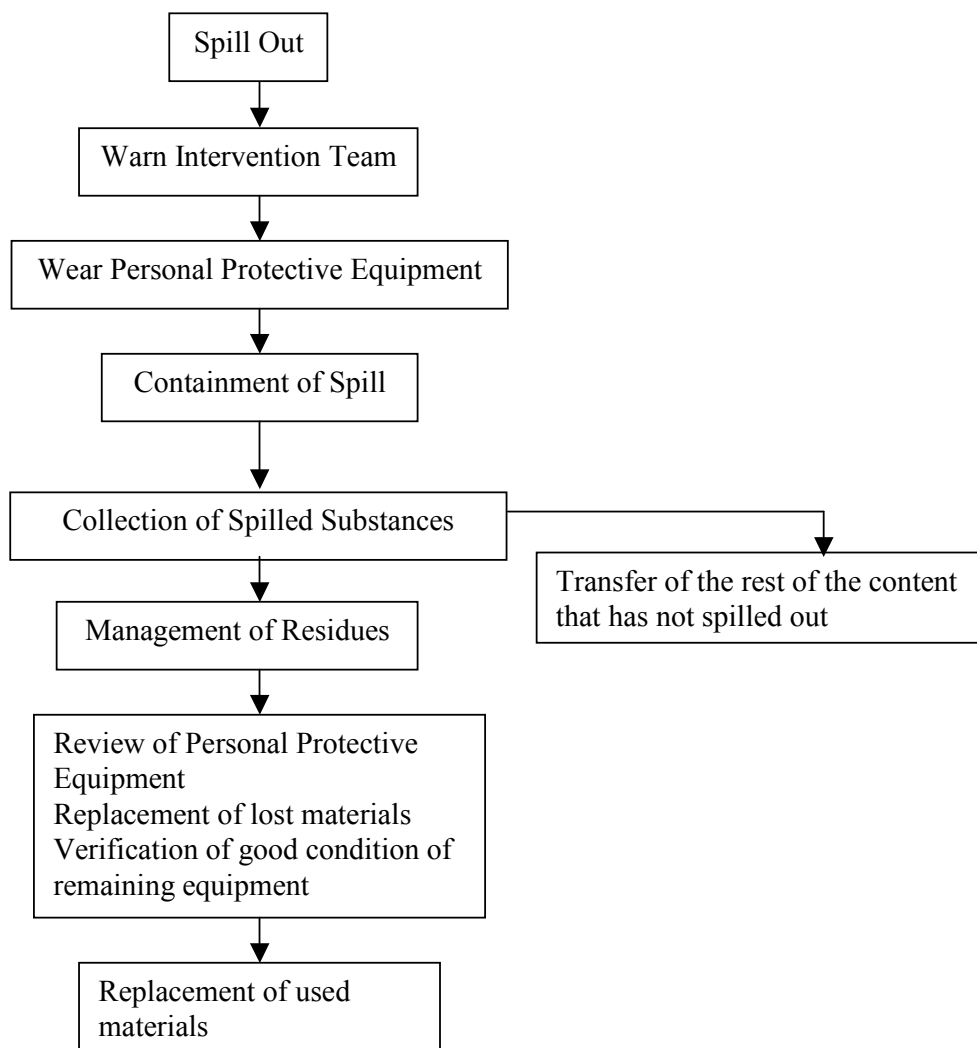 Spill Out
Warn Intervention Team
Wear Personal Protective Equipment
Containment of Spill
Collection of Spilled Substances
Transfer of the rest of the content
that has not spilled out
Management of Residues
Review of Personal Protective
Equipment
Replacement of lost materials
Verification of good condition of
remaining equipment
Replacement of used
materials